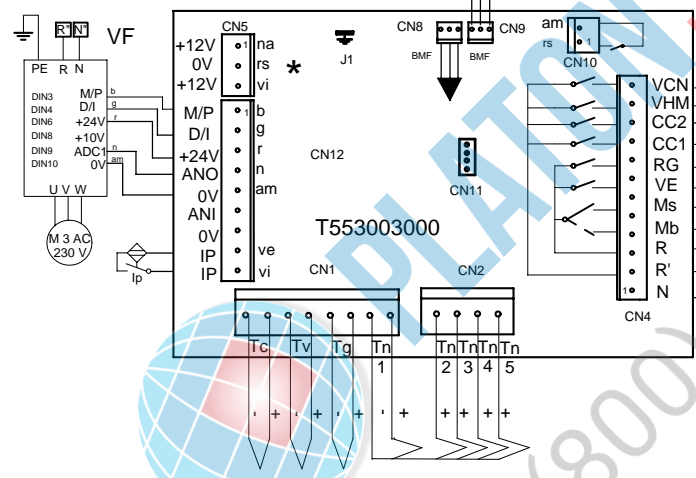 R" N" VF
PE R N
DIN3 M/P b
DIN4 D/I g
DIN6 +24V r
DIN8 +10V
DIN9 ADC1 n
DIN10 0V am
U V W
M 3 AC
230 V
Ip
CN5
+12V 1 na
0V rs
+12V vi
*
J1
CN8 CN9
BMF BMF
am
rs 1
CN10
M/P 1 b
D/I g
+24V r
ANO n
0V am
ANI
0V
IP ve
IP vi
CN12
CN11
T553003000
VCN
VHM
CC2
CC1
RG
VE
Ms
Mb
R
R'
1 N
CN4
CN1 CN2
Tc Tv Tg Tn Tn Tn Tn Tn
1 2 3 4 5
- + - + - + - + + + + +
PLATON
(800)